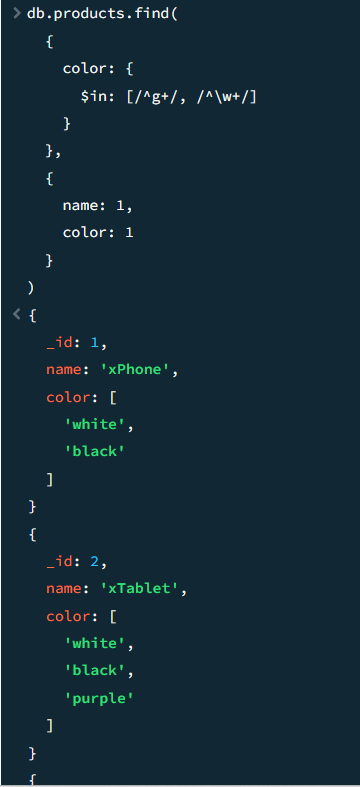 > db.products.find(
{
color: {
$in: [/^g+/, /^\w+/]
}
},
{
name: 1,
color: 1
}
)
< {
_id: 1,
name: 'xPhone',
color: [
'white',
'black'
]
}
{
_id: 2,
name: 'xTablet',
color: [
'white',
'black',
'purple'
]
}
{